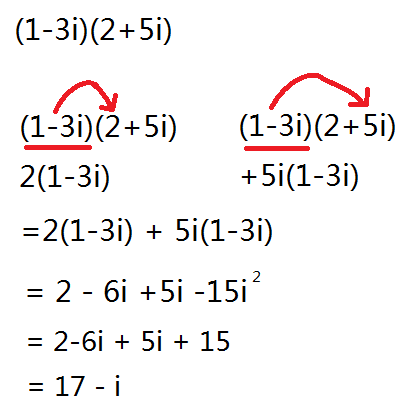 (1-3i)(2+5i)
(1-3i)(2+5i) (1-3i)(2+5i)
2(1-3i) +5i(1-3i)
=2(1-3i) + 5i(1-3i)
= 2 - 6i +5i -15i²
= 2-6i + 5i + 15
= 17 - i